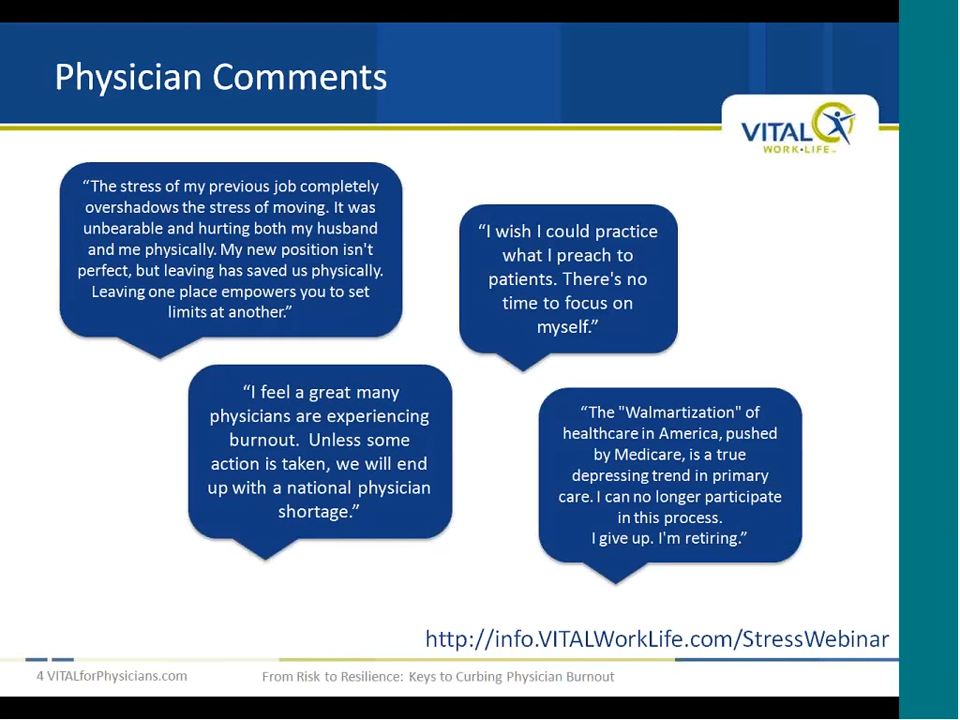 Physician Comments
VITAL
WORK•LIFE
“The stress of my previous job completely
overshadows the stress of moving. It was
unbearable and hurting both my husband
and me physically. My new position isn't
perfect, but leaving has saved us physically.
Leaving one place empowers you to set
limits at another.”
“I wish I could practice
what I preach to
patients. There's no
time to focus on
myself.”
“I feel a great many
physicians are experiencing
burnout. Unless some
action is taken, we will end
up with a national physician
shortage.”
“The "Walmartization" of
healthcare in America, pushed
by Medicare, is a true
depressing trend in primary
care. I can no longer participate
in this process.
I give up. I'm retiring.”
http://info.VITALWorkLife.com/StressWebinar
4 VITALforPhysicians.com
From Risk to Resilience: Keys to Curbing Physician Burnout